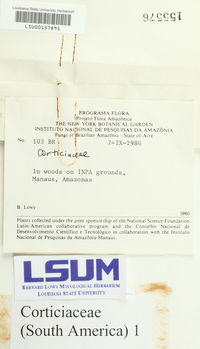 Louisiana State University Herbarium
LSU00157895
155576
PROGRAMA FLORA
Projeto Flora Amazônica
THE NEW YORK BOTANICAL GARDEN
INSTITUTO NACIONAL DE PESQUISAS DA AMAZÔNIA
Fungi of Brazilian Amazônia - State of Acre
No. 103 BR 7-IX-1980
Corticiaceae
In woods on INPA grounds,
Manaus, Amazonas
B. Lowy 1980
Plants collected under the joint sponsorship of the National Science Foundation
Latin-American collaborative program and the Conselho Nacional de
Desenvolvimento Científico e Tecnológico in collaboration with the Instituto
Nacional de Pesquisas da Amazônia-Manaus.
LSUM
BERNARD LOWY MYCOLOGICAL HERBARIUM
LOUISIANA STATE UNIVERSITY
Corticiaceae
(South America) 1